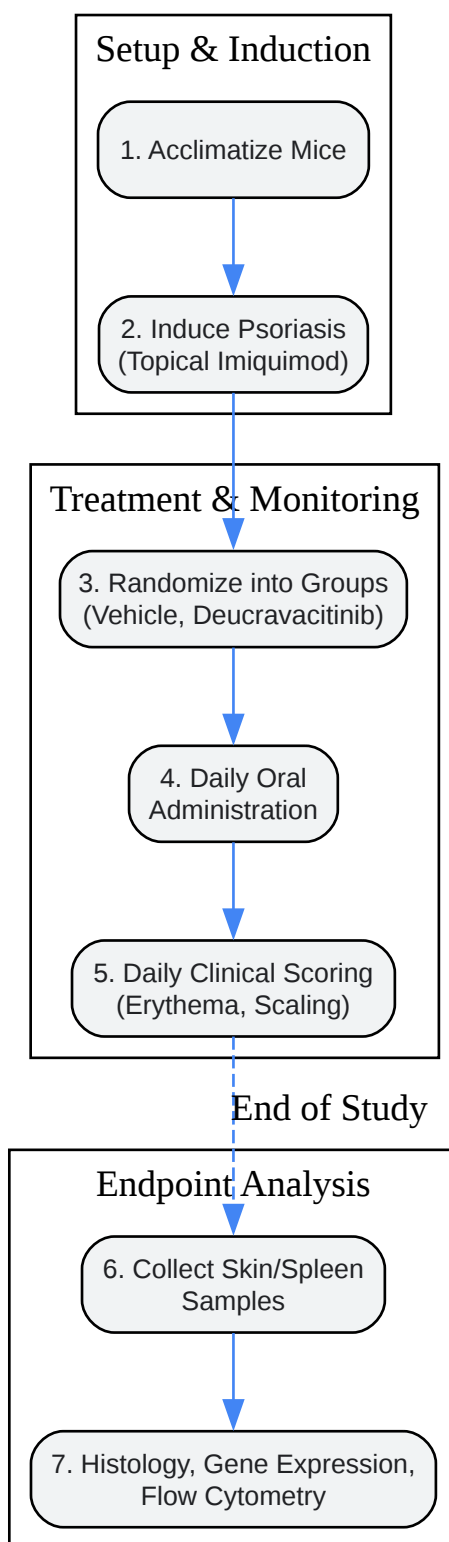 Setup & Induction
1. Acclimatize Mice
2. Induce Psoriasis
(Topical Imiquimod)
Treatment & Monitoring
3. Randomize into Groups
(Vehicle, Deucravacitinib)
4. Daily Oral
Administration
5. Daily Clinical Scoring
(Erythema, Scaling)
End of Study
Endpoint Analysis
6. Collect Skin/Spleen
Samples
7. Histology, Gene Expression,
Flow Cytometry